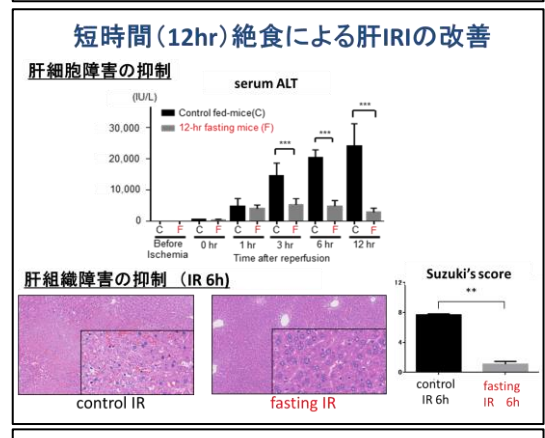 短時間(12hr)絶食による肝IRIの改善
肝細胞障害の抑制
serum ALT
(IU/L)
Control fed-mice(C)
12-hr fasting mice (F)
30,000
20,000
10,000
0
*** *** ***
C F C F C F C F C F C F
Before Ischemia 0 hr 1 hr 3 hr 6 hr 12 hr
Time after reperfusion
肝組織障害の抑制 (IR 6h)
Suzuki's score
12
8
4
0
**
control IR
fasting IR
control IR 6h
fasting IR 6h